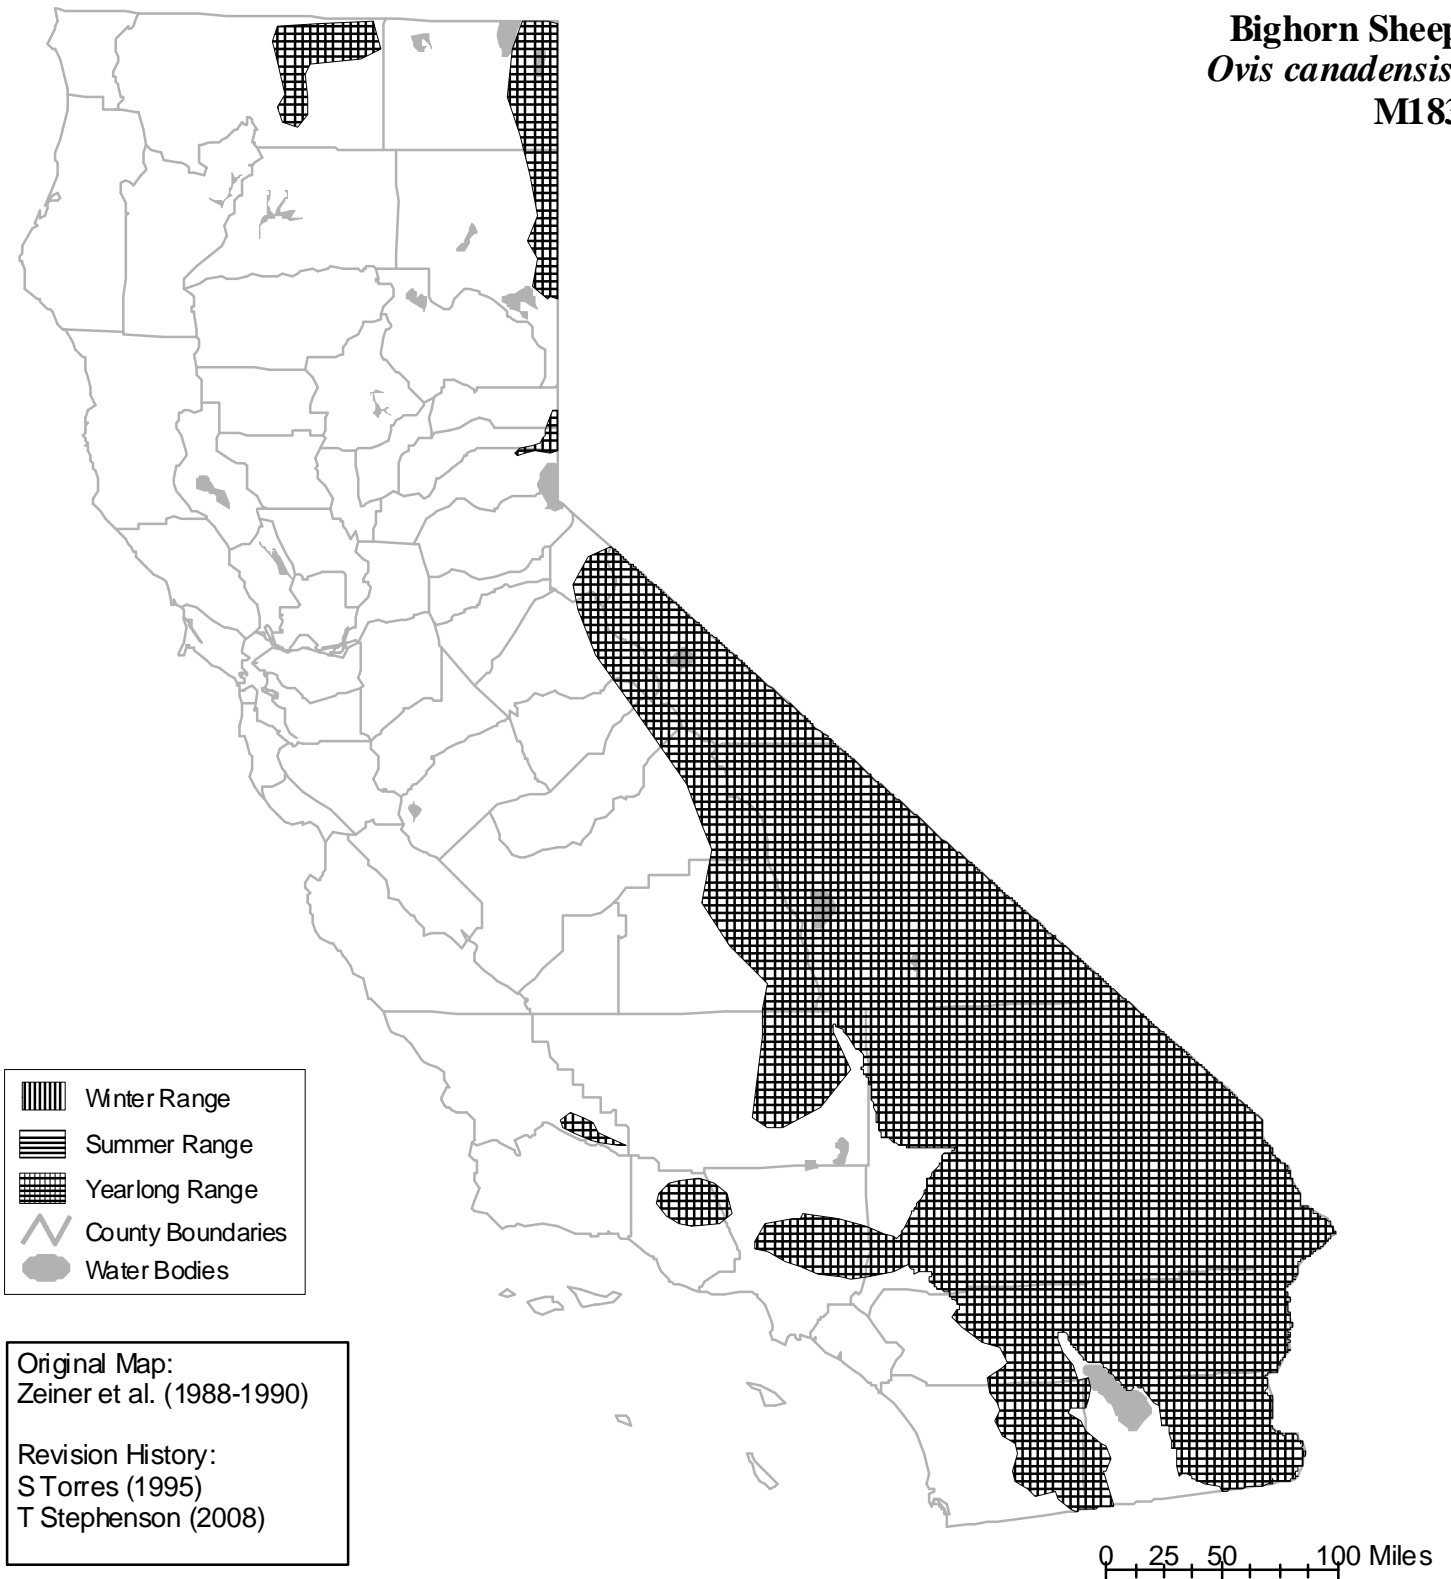 Bighorn Sheep
Ovis canadensis
M183
Winter Range
Summer Range
Yearlong Range
County Boundaries
Water Bodies
Original Map:
Zeiner et al. (1988-1990)
Revision History:
S Torres (1995)
T Stephenson (2008)
0 25 50 100 Miles